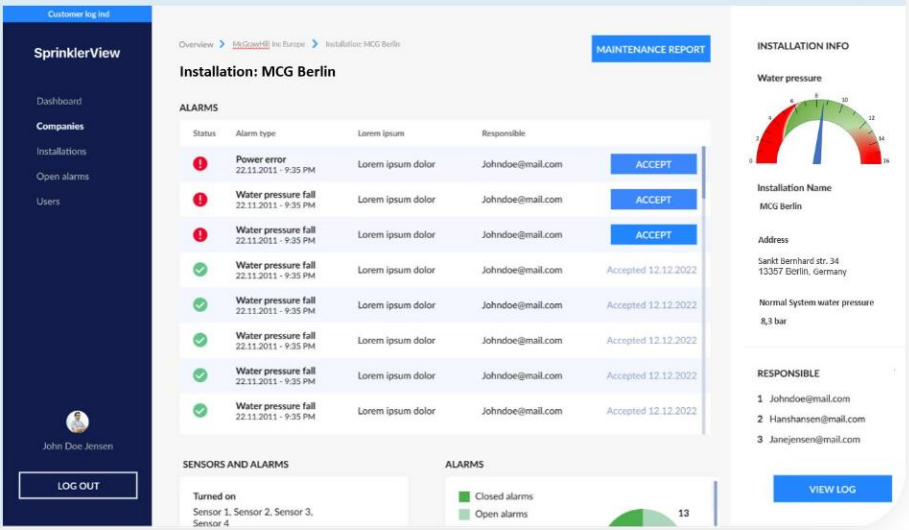 Customer log ind
SprinklerView
Dashboard
Companies
Installations
Open alarms
Users
John Doe Jensen
LOG OUT
Overview McGrawHill Inc Europe Installation: MCG Berlin
MAINTENANCE REPORT
Installation: MCG Berlin
ALARMS
Status Alarm type Lorem ipsum Responsible
Power error
22.11.2011 - 9:35 PM
Lorem ipsum dolor Johndoe@mail.com ACCEPT
Water pressure fall
22.11.2011 - 9:35 PM
Lorem ipsum dolor Johndoe@mail.com ACCEPT
Water pressure fall
22.11.2011 - 9:35 PM
Lorem ipsum dolor Johndoe@mail.com ACCEPT
Water pressure fall
22.11.2011 - 9:35 PM
Lorem ipsum dolor Johndoe@mail.com Accepted 12.12.2022
Water pressure fall
22.11.2011 - 9:35 PM
Lorem ipsum dolor Johndoe@mail.com Accepted 12.12.2022
Water pressure fall
22.11.2011 - 9:35 PM
Lorem ipsum dolor Johndoe@mail.com Accepted 12.12.2022
Water pressure fall
22.11.2011 - 9:35 PM
Lorem ipsum dolor Johndoe@mail.com Accepted 12.12.2022
Water pressure fall
22.11.2011 - 9:35 PM
Lorem ipsum dolor Johndoe@mail.com Accepted 12.12.2022
SENSORS AND ALARMS
Turned on
Sensor 1, Sensor 2, Sensor 3,
Sensor 4
ALARMS
Closed alarms
Open alarms
13
INSTALLATION INFO
Water pressure
0 2 4 6 8 10 12 14 16
Installation Name
MCG Berlin
Address
Sankt Bernhard str. 34
13357 Berlin, Germany
Normal System water pressure
8,3 bar
RESPONSIBLE
1 Johndoe@mail.com
2 Hanshansen@mail.com
3 Janejensen@mail.com
VIEW LOG